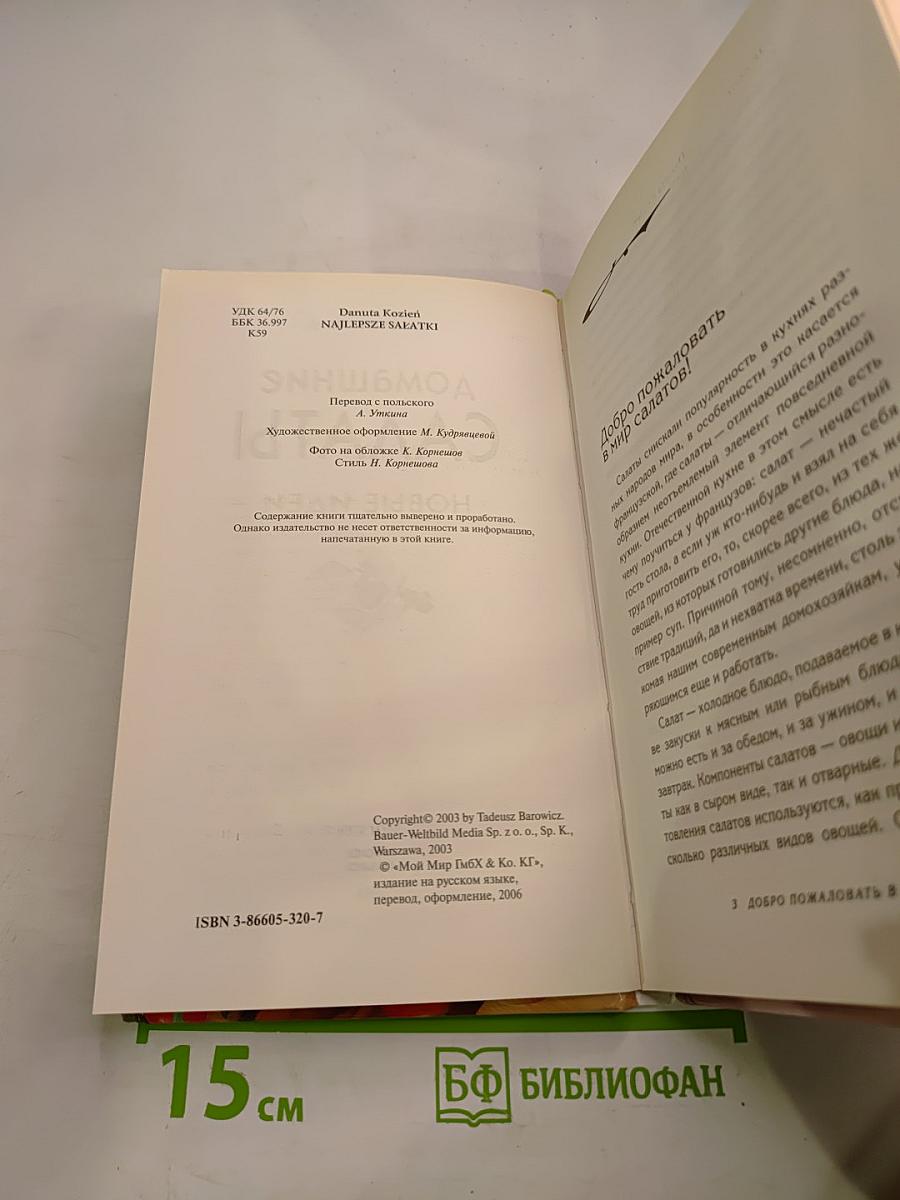 УДК 64/76
ББК 36.997
К59
Danuta Kozień
NAJLEPSZE SAŁATKI
Перевод с польского
А. Уткина
Художественное оформление М. Кудрявцевой
Фото на обложке К. Корнешов
Стиль Н. Корнешова
Содержание книги тщательно выверено и проработано.
Однако издательство не несет ответственности за информацию,
напечатанную в этой книге.
Copyright© 2003 by Tadeusz Barowicz.
Bauer-Weltbild Media Sp. z o. o., Sp. K.,
Warszawa, 2003
© «Мой Мир ГмбХ & Ко. КГ»,
издание на русском языке,
перевод, оформление, 2006
ISBN 3-86605-320-7
Добро пожаловать
в мир салатов!
Салаты снискали популярность в кухнях раз-
ных народов мира, в особенности это касается
французской, где салаты — отличающийся разно-
образием неотъемлемый элемент повседневной
кухни. Отечественной кухне в этом смысле есть
чему поучиться у французов: салат — нечастый
гость стола, а если уж кто-нибудь и взял на себя
труд приготовить его, то, скорее всего, из тех же
овощей, из которых готовились другие блюда, на
пример суп. Причиной тому, несомненно, отс
ствие традиций, да и нехватка времени, столь
комая нашим современным домохозяйкам, у
ряющимся еще и работать.
Салат — холодное блюдо, подаваемое в к
ве закуски к мясным или рыбным блюд
можно есть и за обедом, и за ужином, и
завтрак. Компоненты салатов — овощи и
ты как в сыром виде, так и отварные. Д
товления салатов используются, как пр
сколько различных видов овощей. С
3 ДОБРО ПОЖАЛОВАТЬ В
15 см
БФ БИБЛИОФАН